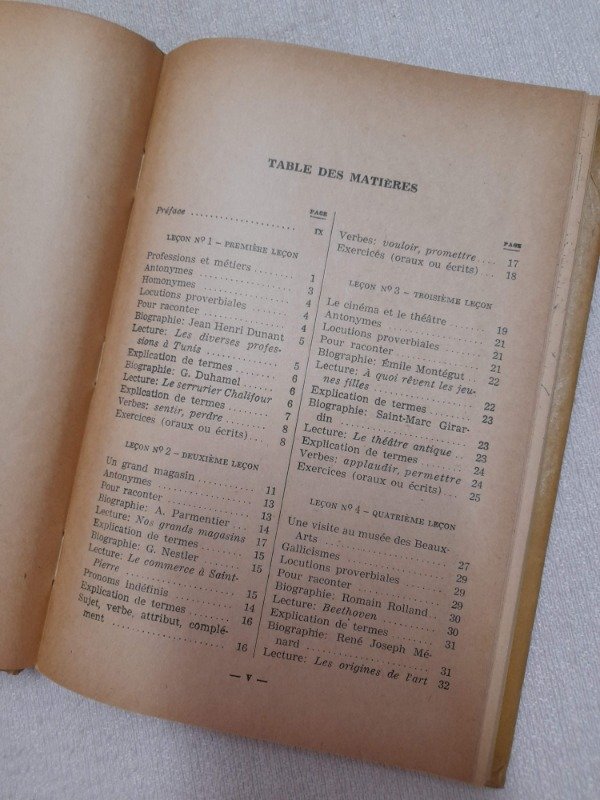 TABLE DES MATIÈRES
PAGE
Préface .................... IX
LEÇON Nº 1 – PREMIÈRE LEÇON
Professions et métiers ........ 1
Antonymes .................. 3
Homonymes ................. 4
Locutions proverbiales ....... 4
Pour raconter ............... 4
Biographie: Jean Henri Dunant 5
Lecture: Les diverses profes-
sions à Tunis ............. 5
Explication de termes ........ 6
Biographie: G. Duhamel ..... 6
Lecture: Le serrurier Chalifour 6
Explication de termes ........ 7
Verbes: sentir, perdre ........ 8
Exercices (oraux ou écrits) .... 8
LEÇON Nº 2 – DEUXIÈME LEÇON
Un grand magasin ........... 11
Antonymes .................. 13
Pour raconter ............... 13
Biographie: A. Parmentier ... 14
Lecture: Nos grands magasins 17
Explication de termes ........ 15
Biographie: G. Nestler ....... 15
Lecture: Le commerce à Saint-
Pierre .................... 15
Pronoms indéfinis ........... 14
Explication de termes ........ 16
Sujet, verbe, attribut, complé-
ment .................... 16
PAGE
Verbes: vouloir, promettre .... 17
Exercices (oraux ou écrits) ... 18
LEÇON Nº 3 – TROISIÈME LEÇON
Le cinéma et le théâtre ...... 19
Antonymes .................. 21
Locutions proverbiales ....... 21
Pour raconter ............... 21
Biographie: Émile Montégut .. 22
Lecture: A quoi rêvent les jeu-
nes filles ................. 22
Explication de termes ........ 23
Biographie: Saint-Marc Girar-
din ..................... 23
Lecture: Le théâtre antique ... 23
Explication de termes ........ 24
Verbes: applaudir, permettre 24
Exercices (oraux ou écrits) ... 25
LEÇON Nº 4 – QUATRIÈME LEÇON
Une visite au musée des Beaux-
Arts ..................... 27
Gallicismes ................. 29
Locutions proverbiales ....... 29
Pour raconter ............... 29
Biographie: Romain Rolland .. 29
Lecture: Beethoven .......... 30
Explication de termes ........ 30
Biographie: René Joseph Mé-
nard .................... 31
Lecture: Les origines de l'art 32
— V —